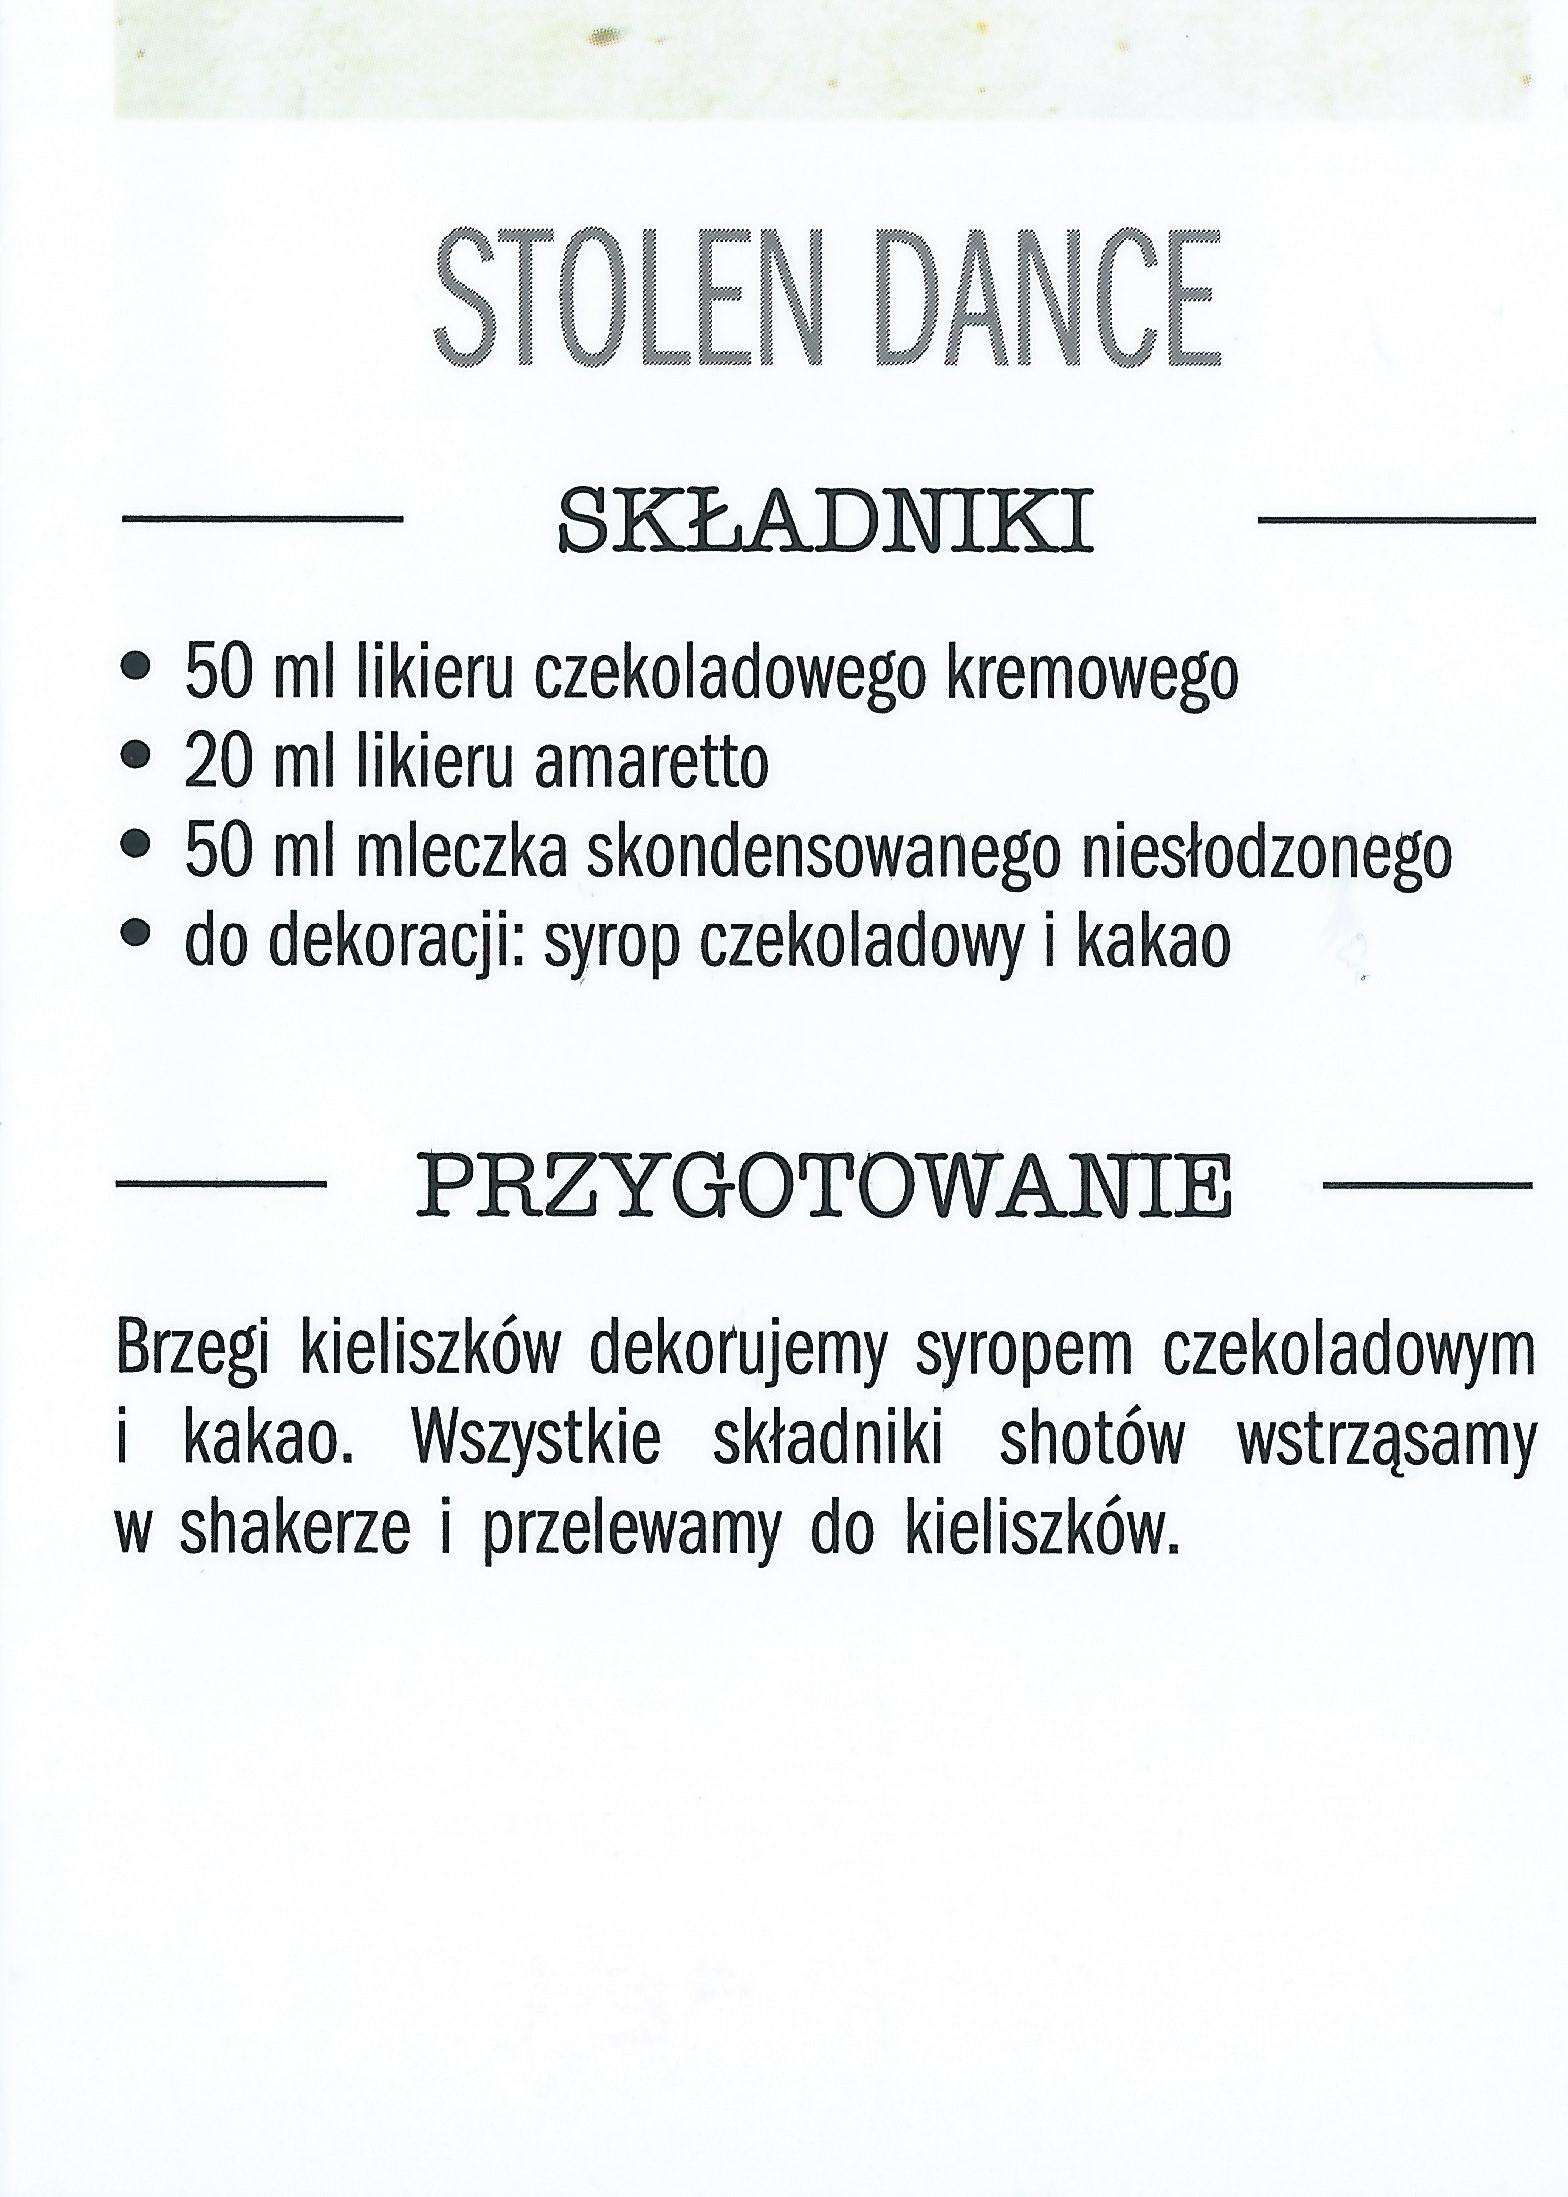 STOLEN DANCE
SKŁADNIKI
• 50 ml likieru czekoladowego kremowego
• 20 ml likieru amaretto
• 50 ml mleczka skondensowanego niesłodzonego
• do dekoracji: syrop czekoladowy i kakao
PRZYGOTOWANIE
Brzegi kieliszków dekorujemy syropem czekoladowym
i kakao. Wszystkie składniki shotów wstrząsamy
w shakerze i przelewamy do kieliszków.